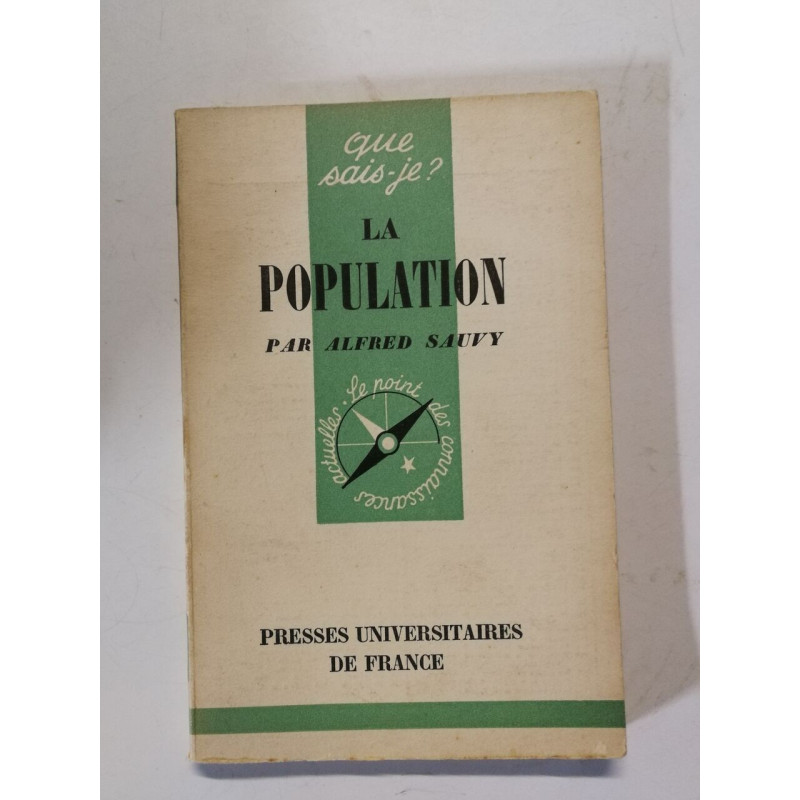 que
sais-je?
LA
POPULATION
PAR ALFRED SAUVY
Le point des connaissances actuelles.
PRESSES UNIVERSITAIRES
DE FRANCE